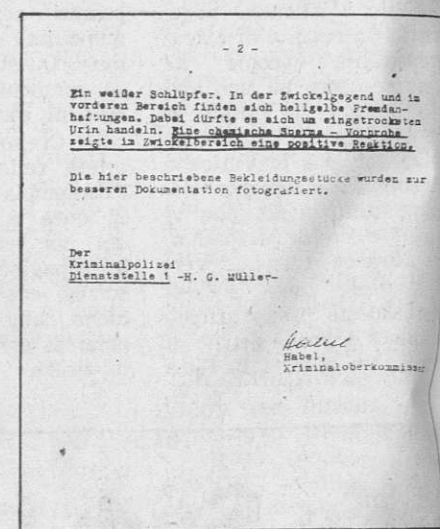 - 2 -
Ein weißer Schlüpfer. In der Zwickelgegend und im
vorderen Bereich finden sich hellgelbe Fremdan-
haftungen. Dabei dürfte es sich um eingetrockneten
Urin handeln. Eine chemische Sperma - Vorprobe
zeigte im Zwickelbereich eine positive Reaktion.
Die hier beschriebene Bekleidungsstücke wurden zur
besseren Dokumentation fotografiert.
Der
Kriminalpolizei
Dienststelle 1 -H. G. Müller-
Habel
Habel,
Kriminaloberkommissar